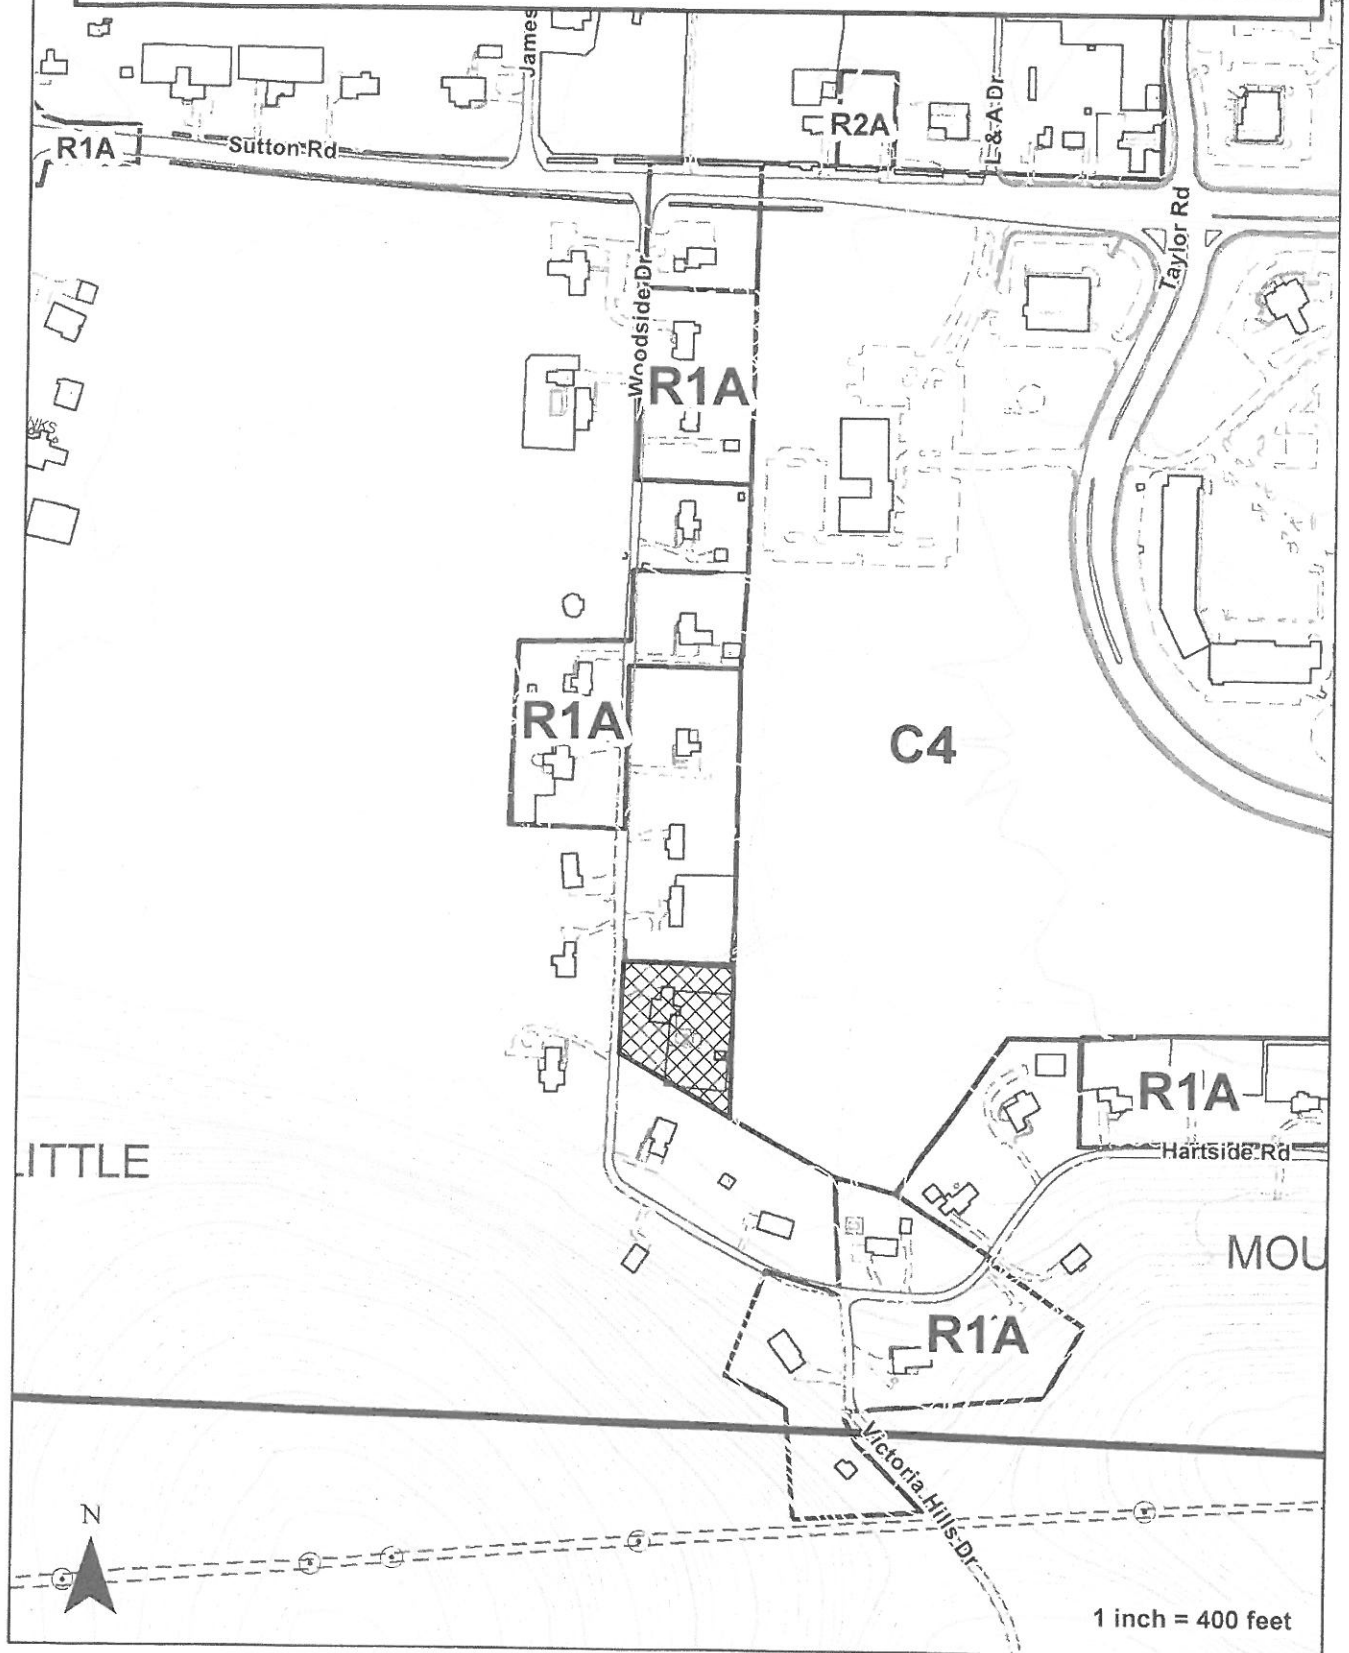 James
L & A Dr
R2A
R1A
Sutton Rd
Taylor Rd
Woodside Dr
R1A
R1A
C4
R1A
Hartside Rd
LITTLE
MOU
R1A
Victoria Hills Dr
N
1 inch = 400 feet